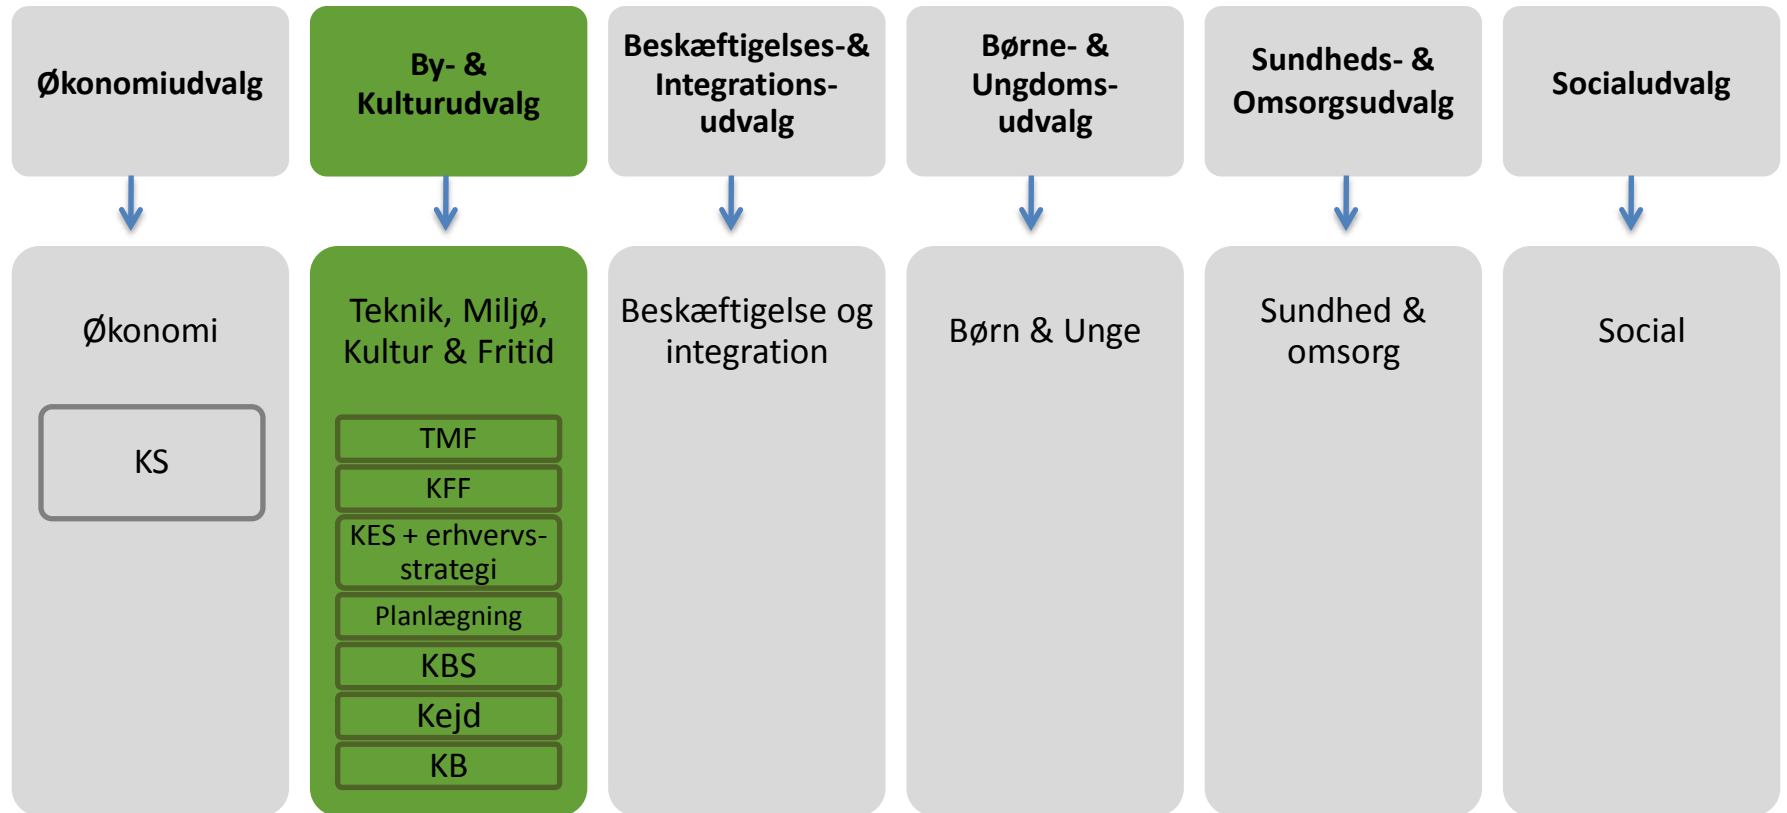 Økonomiudvalg
By- &
Kulturudvalg
Beskæftigelses-&
Integrations-
udvalg
Børne- &
Ungdoms-
udvalg
Sundheds- &
Omsorgsudvalg
Socialudvalg
Økonomi
KS
Teknik, Miljø,
Kultur & Fritid
TMF
KFF
KES + erhvervs-
strategi
Planlægning
KBS
Kejd
KB
Beskæftigelse og
integration
Børn & Unge
Sundhed &
omsorg
Social